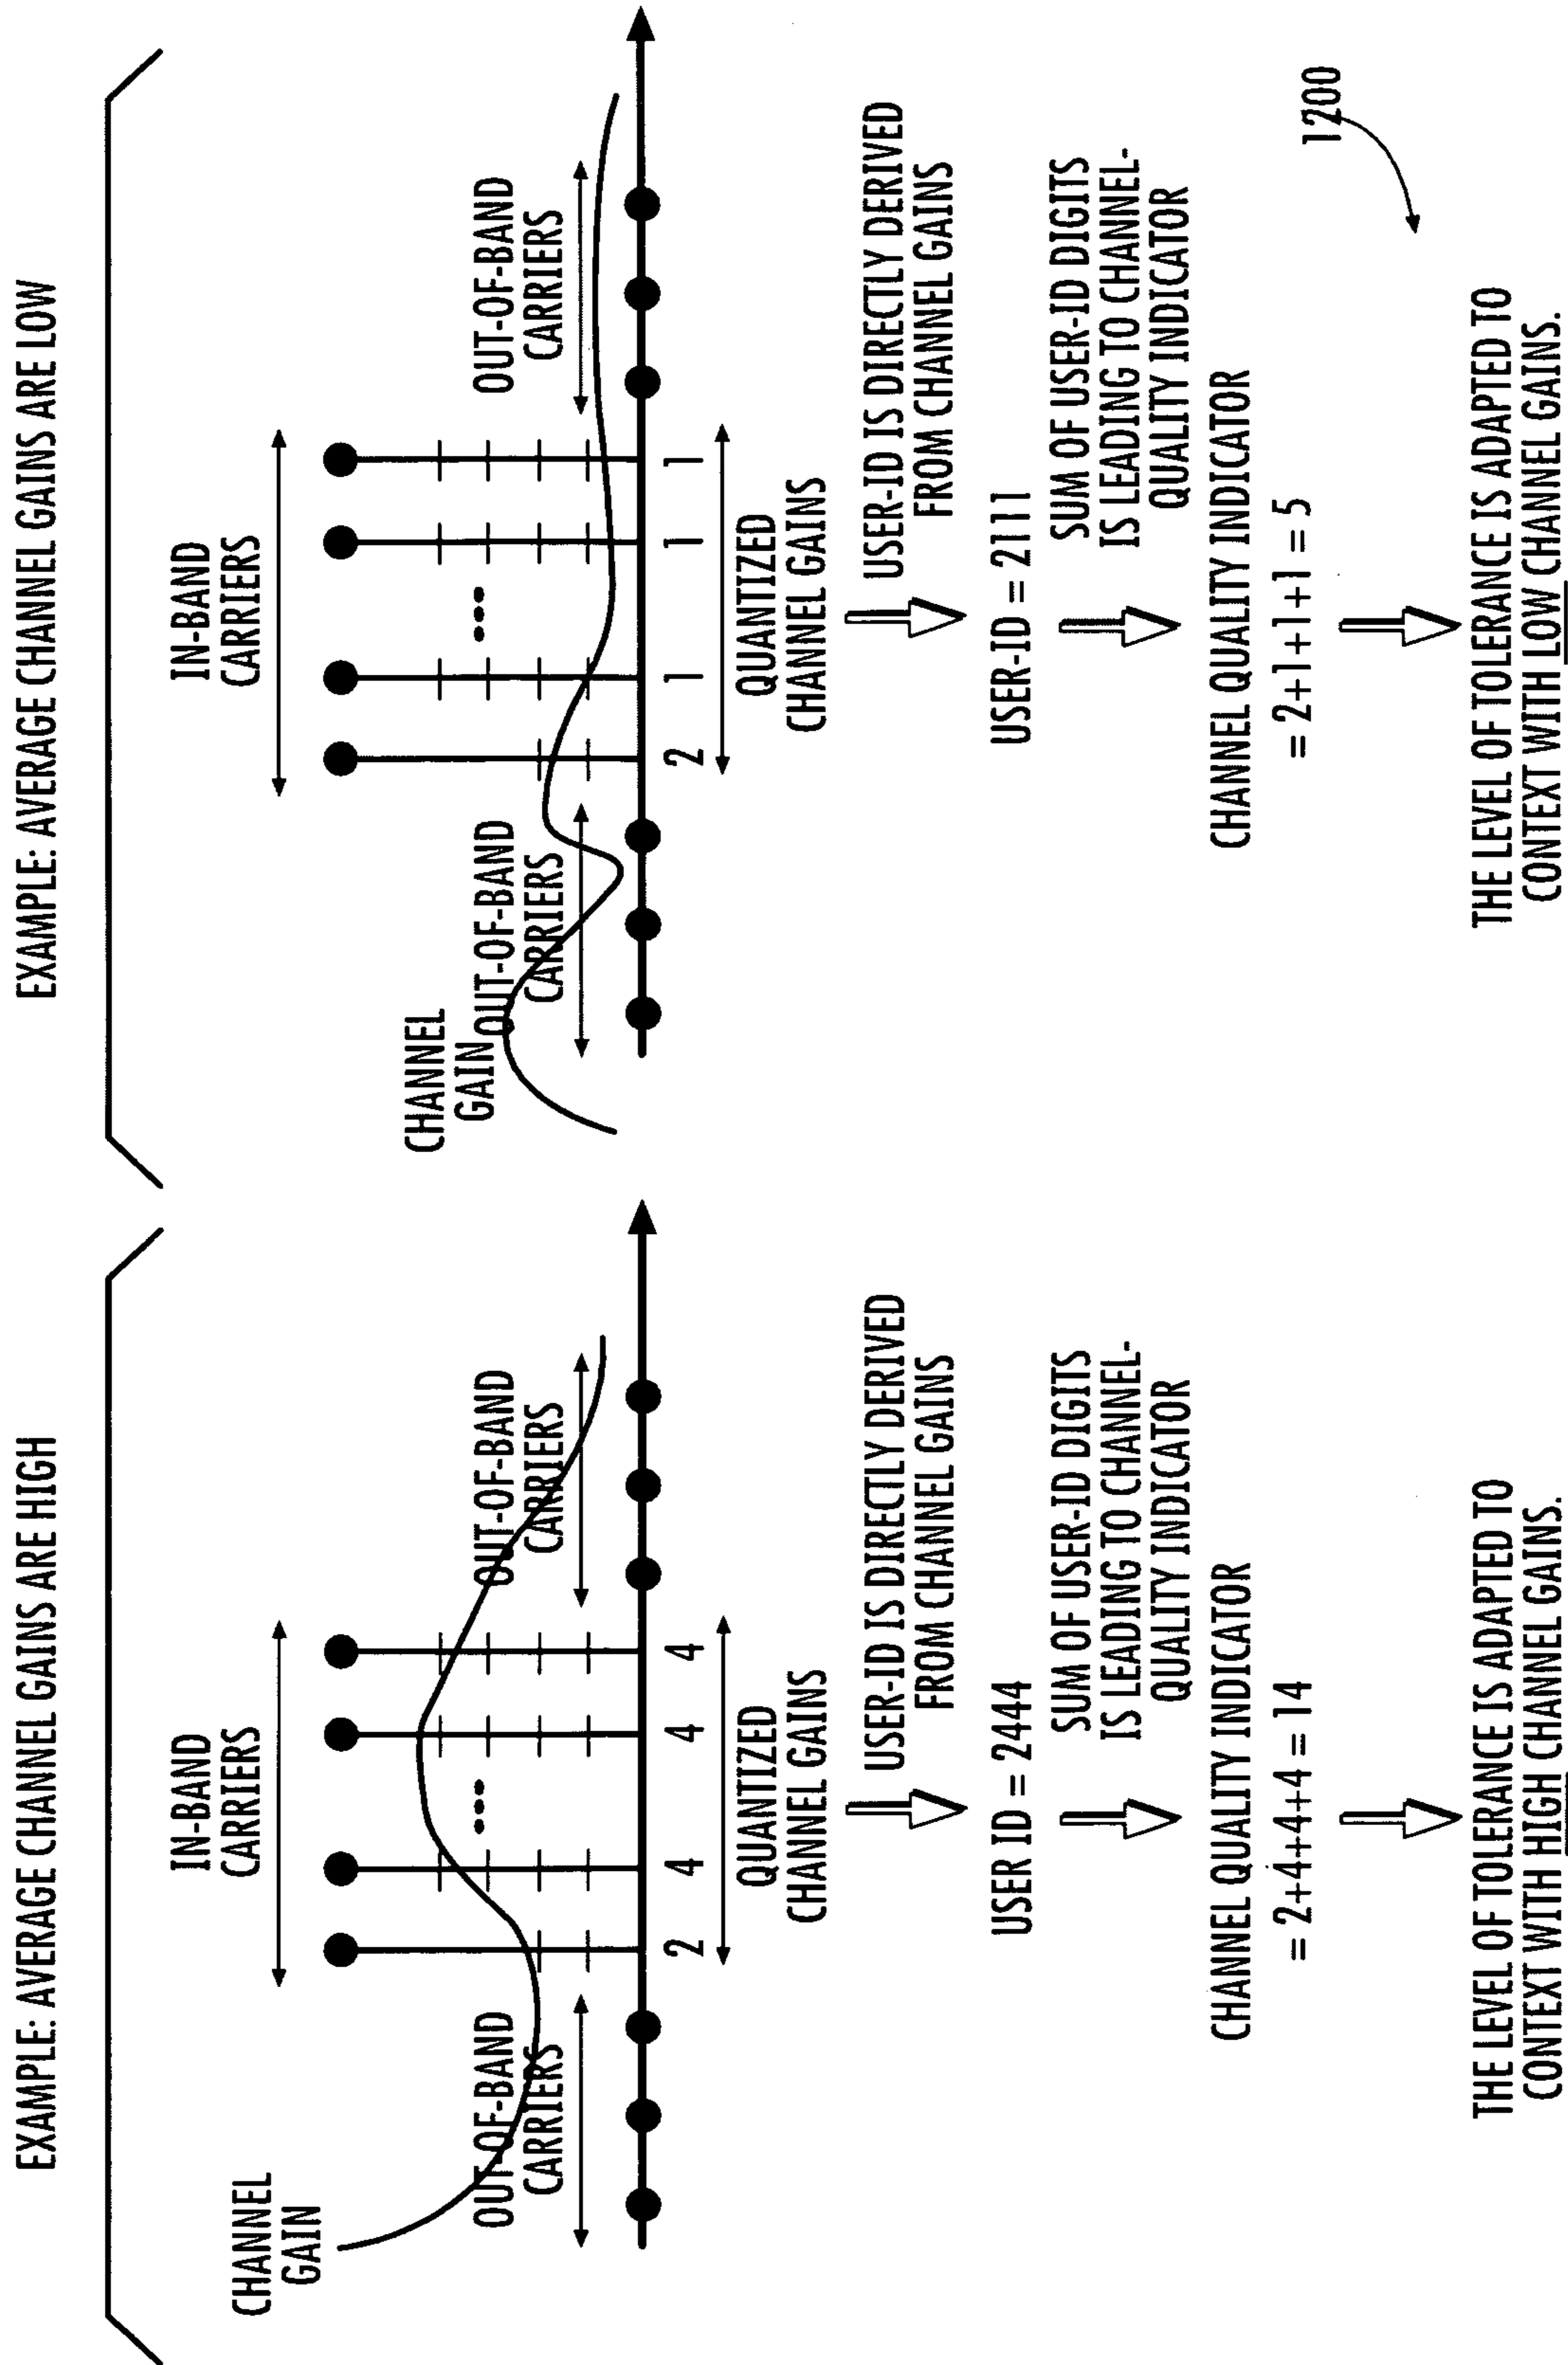 EXAMPLE: AVERAGE CHANNEL GAINS ARE HIGH
CHANNEL
GAIN
IN-BAND
CARRIERS
OUT-OF-BAND
CARRIERS
OUT-OF-BAND
CARRIERS
2 4 4 4
QUANTIZED
CHANNEL GAINS
USER-ID IS DIRECTLY DERIVED
FROM CHANNEL GAINS
USER ID = 2444
SUM OF USER-ID DIGITS
IS LEADING TO CHANNEL-
QUALITY INDICATOR
CHANNEL QUALITY INDICATOR
= 2+4+4+4 = 14
THE LEVEL OF TOLERANCE IS ADAPTED TO
CONTEXT WITH HIGH CHANNEL GAINS.
EXAMPLE: AVERAGE CHANNEL GAINS ARE LOW
IN-BAND
CARRIERS
CHANNEL
GAIN
OUT-OF-BAND
CARRIERS
OUT-OF-BAND
CARRIERS
2 1 1 1
QUANTIZED
CHANNEL GAINS
USER-ID IS DIRECTLY DERIVED
FROM CHANNEL GAINS
USER-ID = 2111
SUM OF USER-ID DIGITS
IS LEADING TO CHANNEL-
QUALITY INDICATOR
CHANNEL QUALITY INDICATOR
= 2+1+1+1 = 5
THE LEVEL OF TOLERANCE IS ADAPTED TO
CONTEXT WITH LOW CHANNEL GAINS.
1200